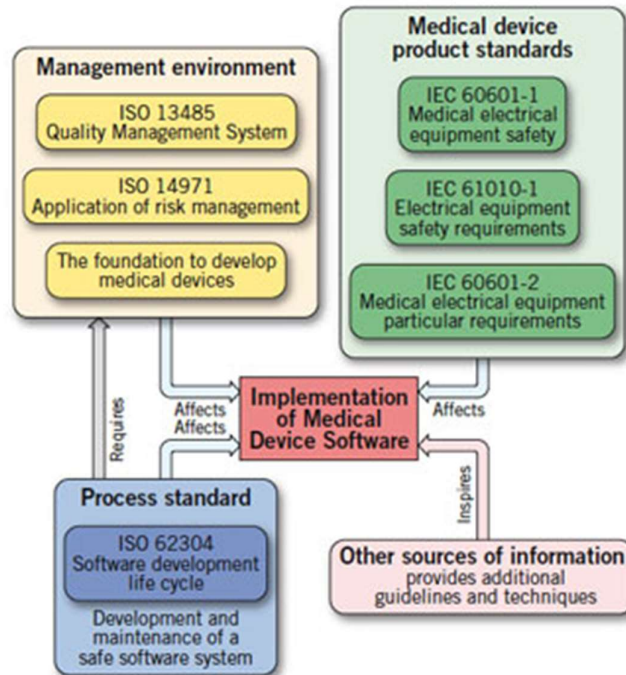 Management environment
ISO 13485
Quality Management System
ISO 14971
Application of risk management
The foundation to develop
medical devices
Medical device
product standards
IEC 60601-1
Medical electrical
equipment safety
IEC 61010-1
Electrical equipment
safety requirements
IEC 60601-2
Medical electrical equipment
particular requirements
Requires
Affects
Affects
Implementation
of Medical
Device Software
Affects
Inspires
Process standard
ISO 62304
Software development
life cycle
Development and
maintenance of a
safe software system
Other sources of information
provides additional
guidelines and techniques